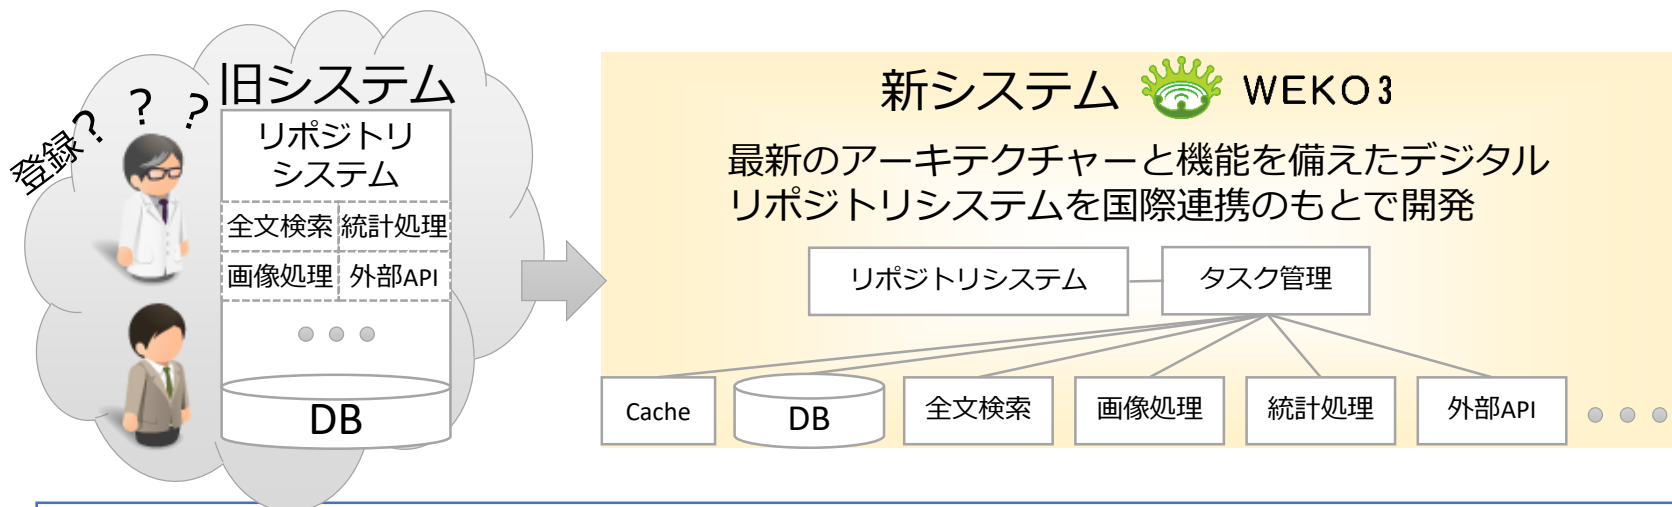 旧システム
登録? ? ?
リポジトリ
システム
全文検索 統計処理
画像処理 外部API
DB
新システム WEKO3
最新のアーキテクチャーと機能を備えたデジタル
リポジトリシステムを国際連携のもとで開発
リポジトリシステム タスク管理
Cache DB 全文検索 画像処理 統計処理 外部API